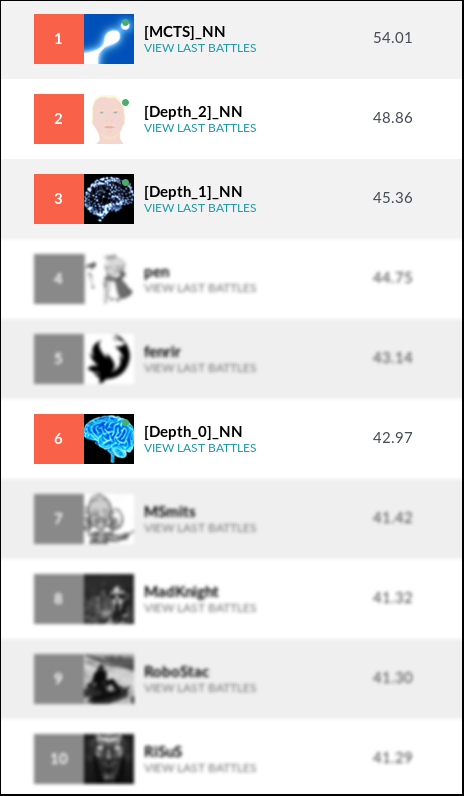 1
[MCTS]_NN
VIEW LAST BATTLES
54.01
2
[Depth_2]_NN
VIEW LAST BATTLES
48.86
3
[Depth_1]_NN
VIEW LAST BATTLES
45.36
4
pen
VIEW LAST BATTLES
44.75
5
fenrir
VIEW LAST BATTLES
43.14
6
[Depth_0]_NN
VIEW LAST BATTLES
42.97
7
MSmits
VIEW LAST BATTLES
41.42
8
MadKnight
VIEW LAST BATTLES
41.32
9
RoboStac
VIEW LAST BATTLES
41.30
10
RiSuS
VIEW LAST BATTLES
41.29